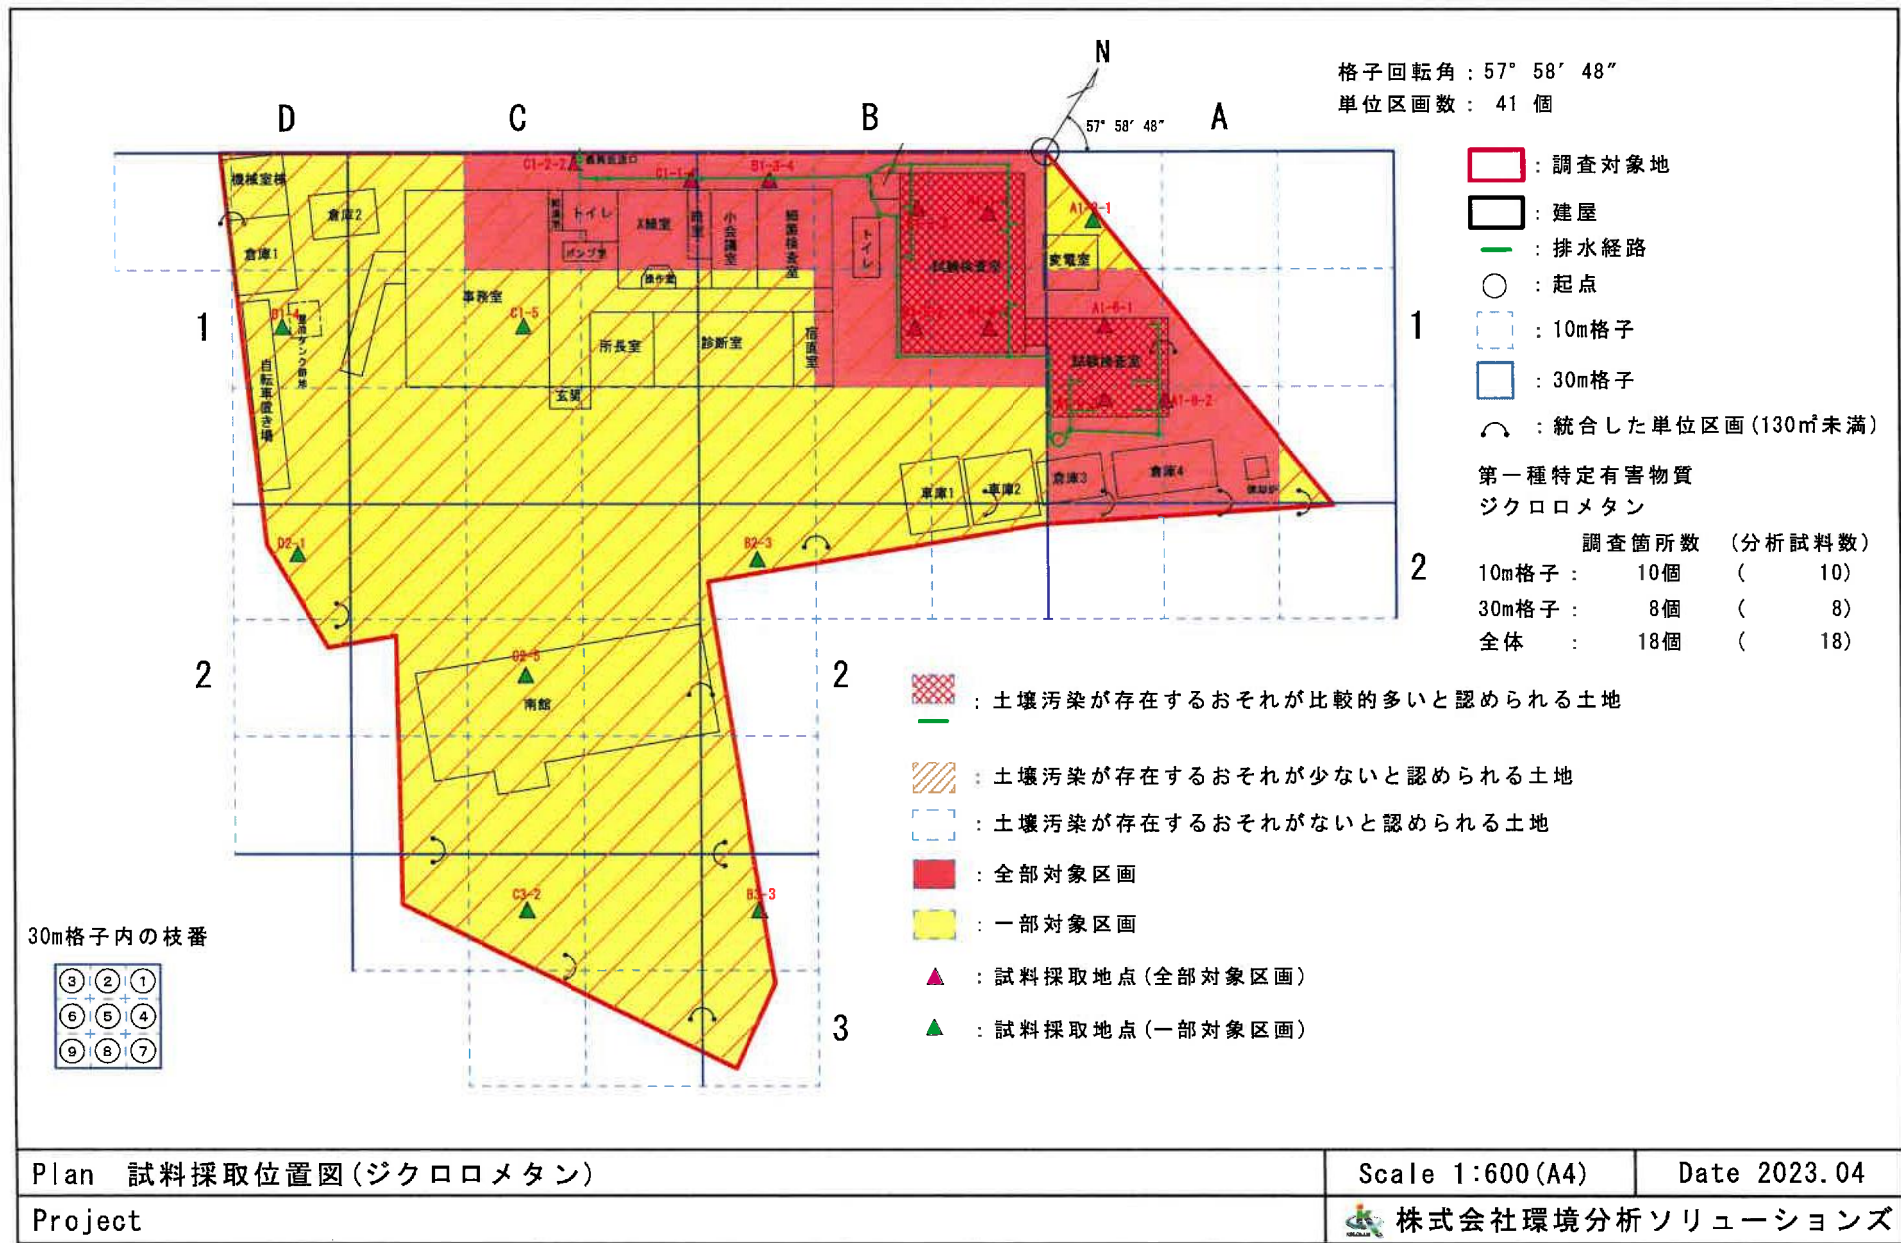 N
格子回転角：57° 58′ 48″
単位区画数： 41 個
D
C
B
A
57° 58′ 48″
：調査対象地
：建屋
：排水経路
：起点
：10m格子
：30m格子
：統合した単位区画(130㎡未満)
第一種特定有害物質
ジクロロメタン
調査箇所数 (分析試料数)
10m格子： 10個 ( 10)
30m格子： 8個 ( 8)
全体 ： 18個 ( 18)
機械室棟
倉庫2
倉庫1
C1-2-2
B1-3-4
トイレ
X線室
小会議室
細菌検査室
トイレ
試験検査室
A1-3-1
変電室
ポンプ室
操作室
事務室
C1-5
所長室
診断室
宿直室
玄関
自転車置き場
A1-6-1
試験検査室
A1-8-2
1
1
車庫1
車庫2
倉庫3
倉庫4
D2-1
B2-3
2
C2-5
南館
2
2
C3-2
B3-3
3
：土壌汚染が存在するおそれが比較的多いと認められる土地
：土壌汚染が存在するおそれが少ないと認められる土地
：土壌汚染が存在するおそれがないと認められる土地
：全部対象区画
：一部対象区画
：試料採取地点(全部対象区画)
：試料採取地点(一部対象区画)
30m格子内の枝番
③ ② ①
⑥ ⑤ ④
⑨ ⑧ ⑦
Plan 試料採取位置図(ジクロロメタン)
Scale 1:600(A4)
Date 2023.04
Project
株式会社環境分析ソリューションズ